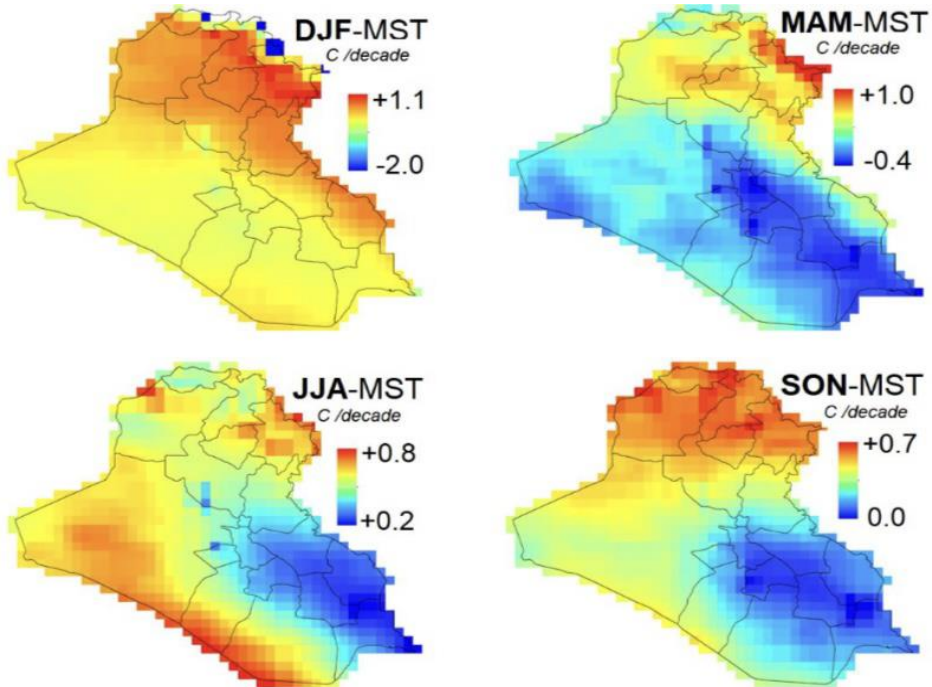 DJF-MST
C /decade
+1.1
-2.0
MAM-MST
C /decade
+1.0
-0.4
JJA-MST
C /decade
+0.8
+0.2
SON-MST
C /decade
+0.7
0.0